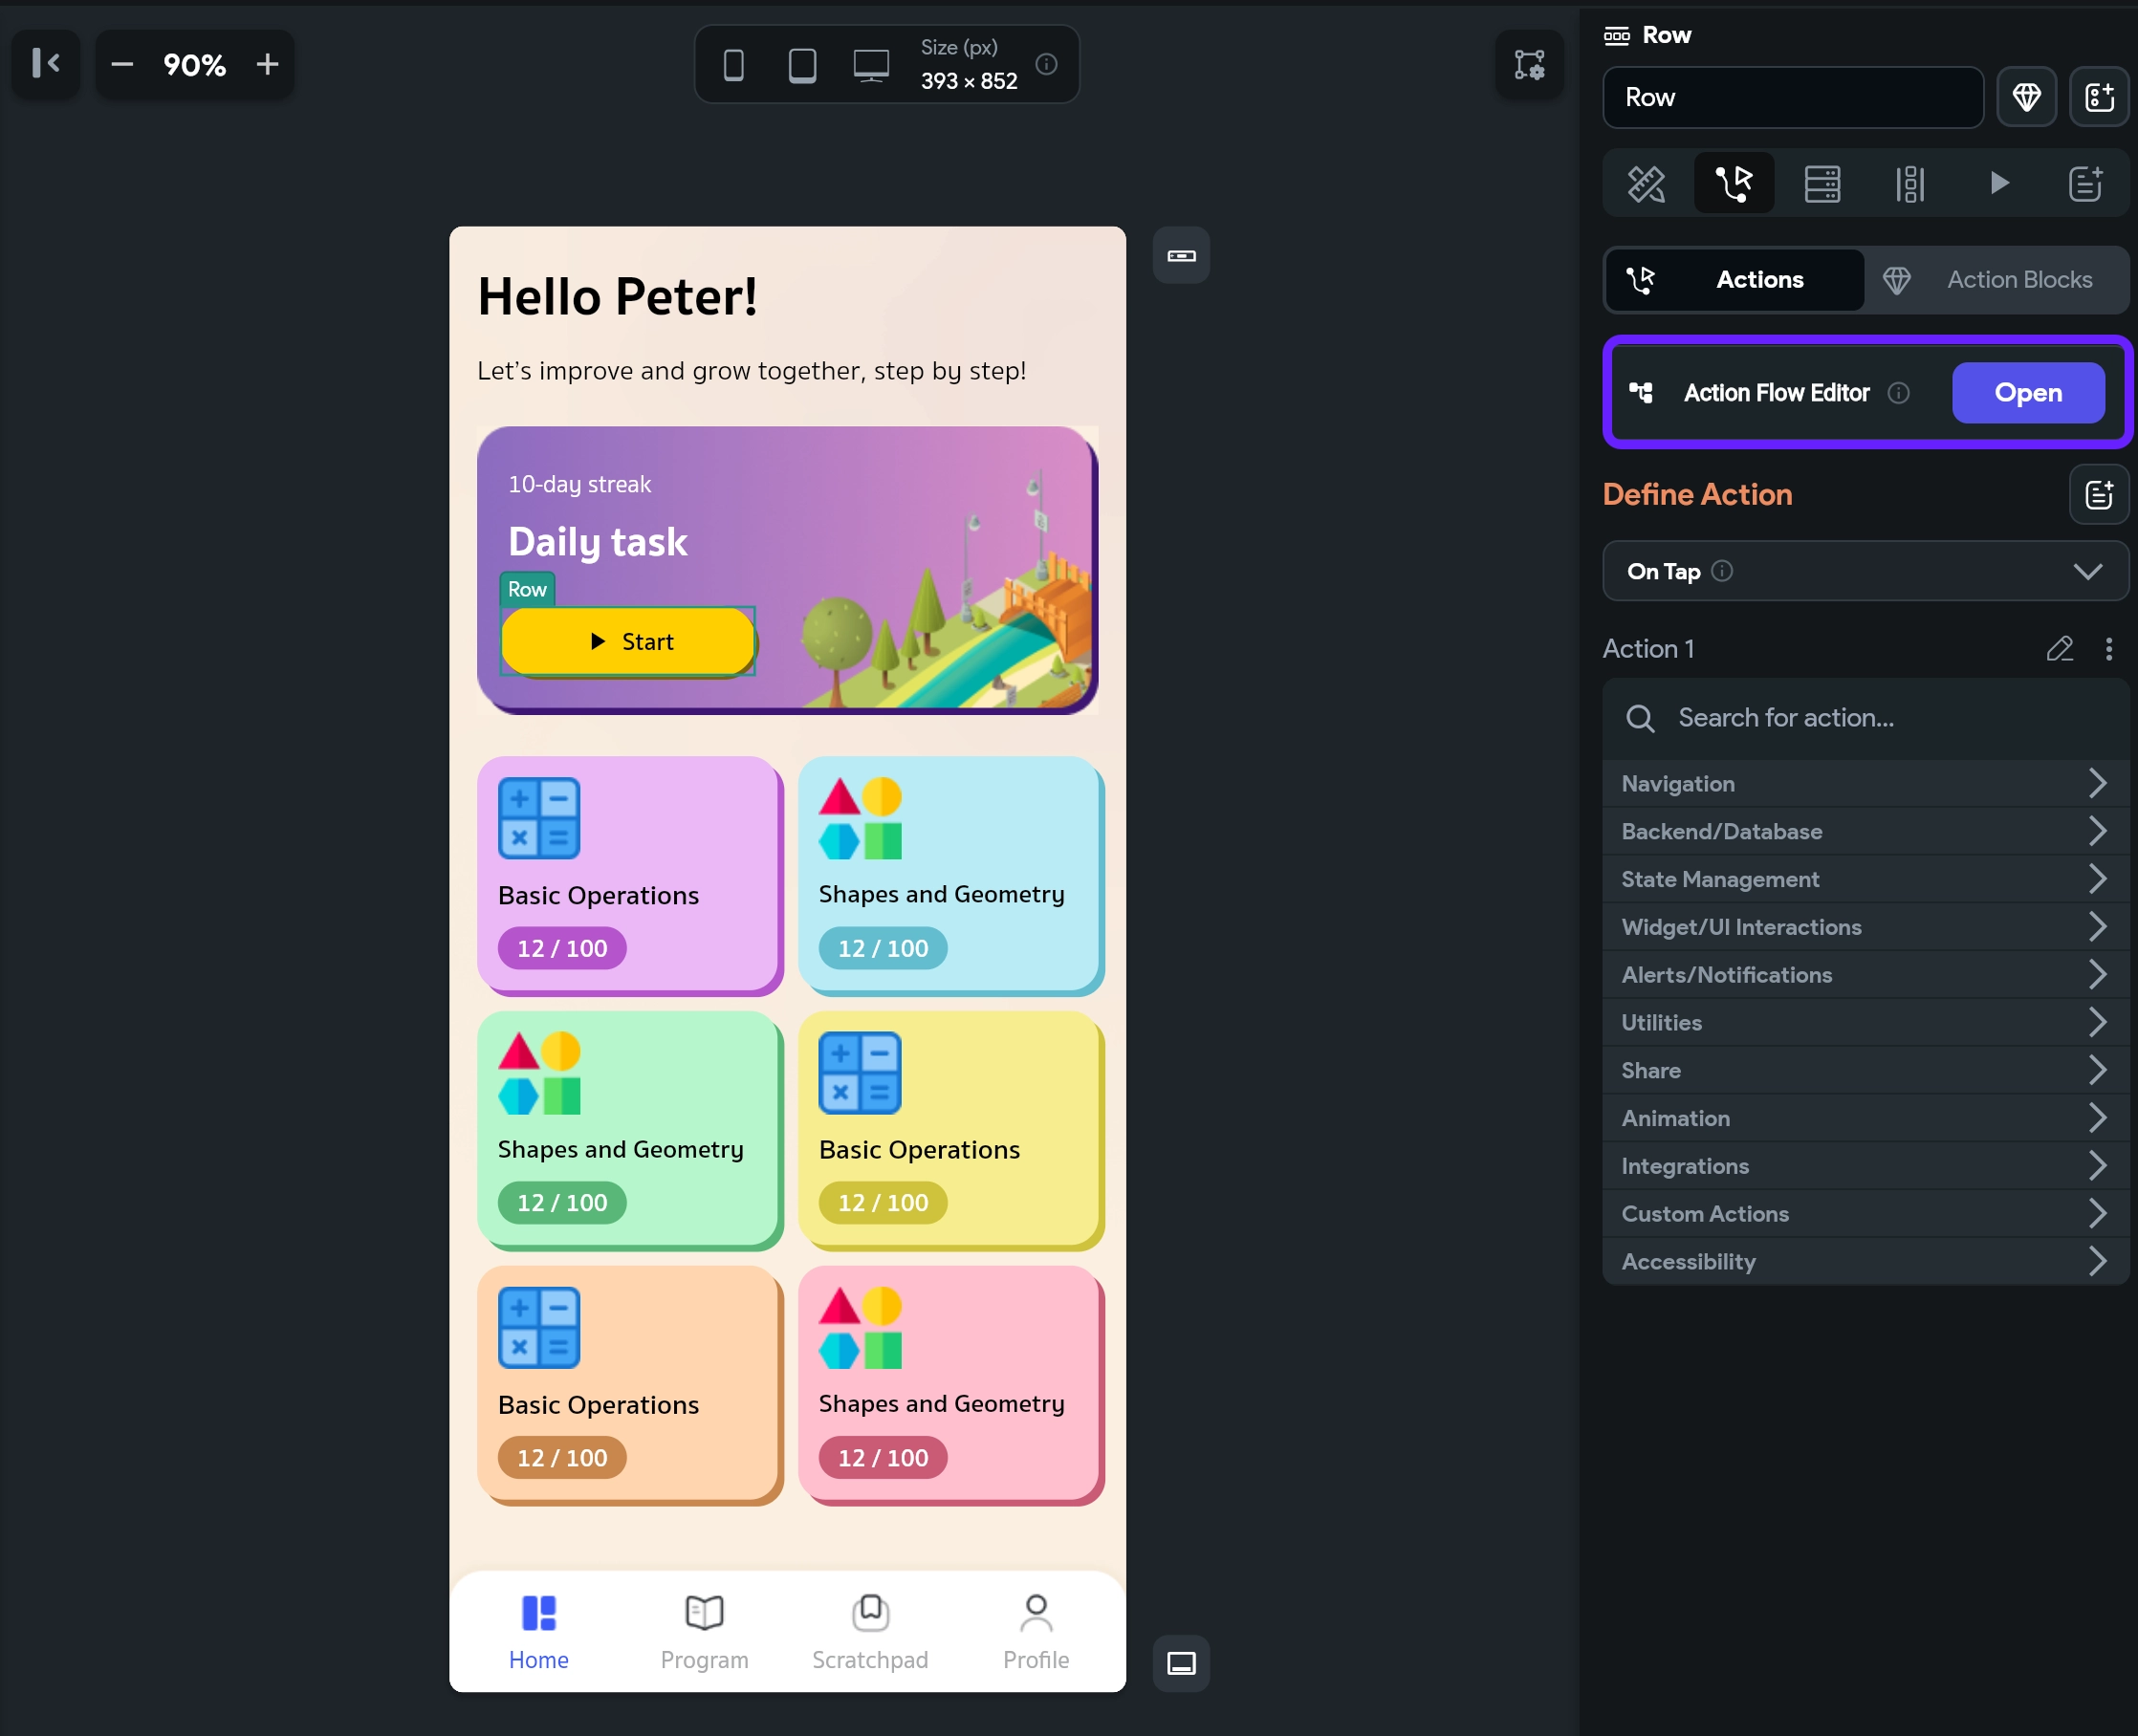 90%
Size (px)
393 × 852
Row
Row
Actions
Action Blocks
Action Flow Editor
Open
Define Action
On Tap
Action 1
Search for action...
Navigation
Backend/Database
State Management
Widget/UI Interactions
Alerts/Notifications
Utilities
Share
Animation
Integrations
Custom Actions
Accessibility
Hello Peter!
Let's improve and grow together, step by step!
10-day streak
Daily task
Row
Start
Basic Operations
12 / 100
Shapes and Geometry
12 / 100
Shapes and Geometry
12 / 100
Basic Operations
12 / 100
Basic Operations
12 / 100
Shapes and Geometry
12 / 100
Home
Program
Scratchpad
Profile